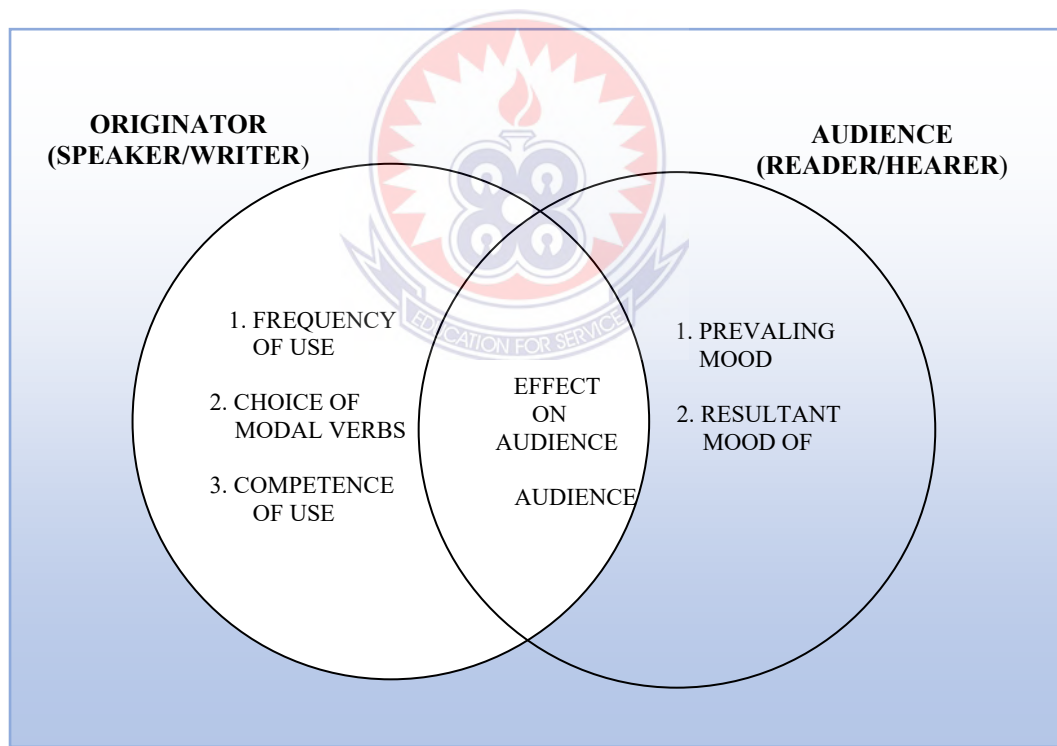 ORIGINATOR
(SPEAKER/WRITER)
AUDIENCE
(READER/HEARER)
1. FREQUENCY
OF USE
2. CHOICE OF
MODAL VERBS
3. COMPETENCE
OF USE
EFFECT
ON
AUDIENCE
AUDIENCE
1. PREVALING
MOOD
2. RESULTANT
MOOD OF
EDUCATION FOR SERVICE